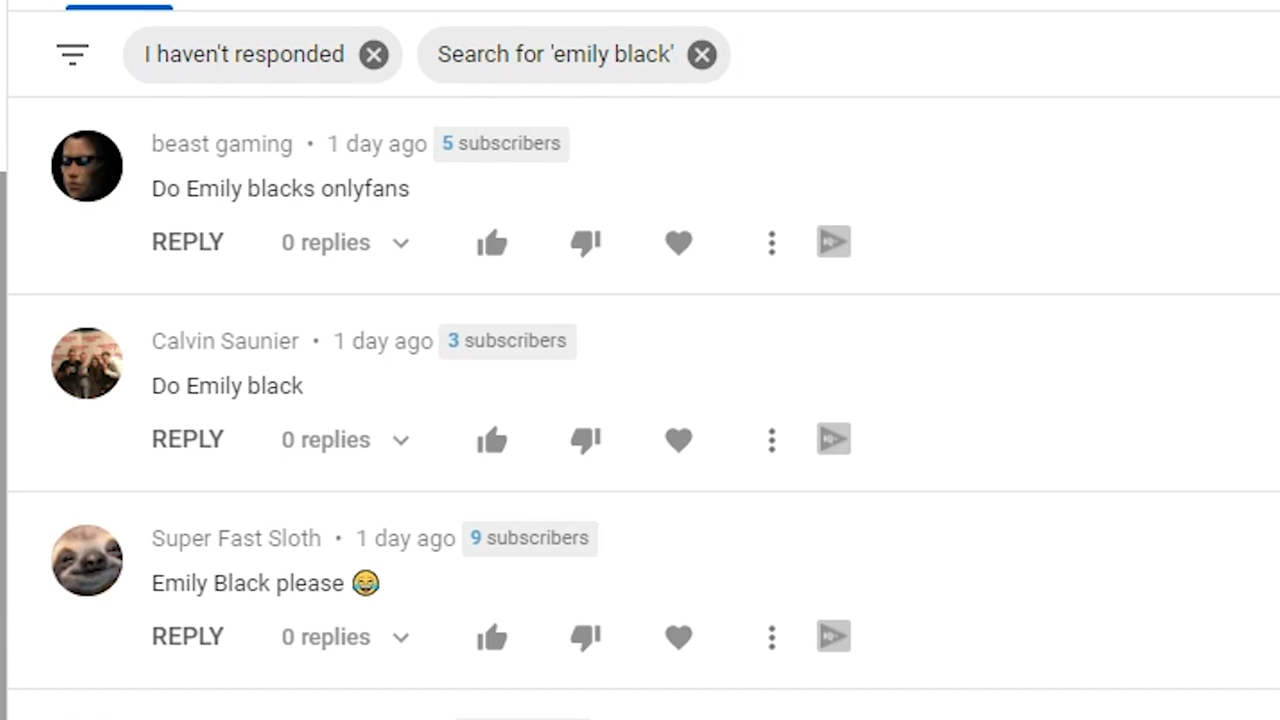 I haven't responded
Search for 'emily black'
beast gaming • 1 day ago 5 subscribers
Do Emily blacks onlyfans
REPLY 0 replies
Calvin Saunier • 1 day ago 3 subscribers
Do Emily black
REPLY 0 replies
Super Fast Sloth • 1 day ago 9 subscribers
Emily Black please 😂
REPLY 0 replies